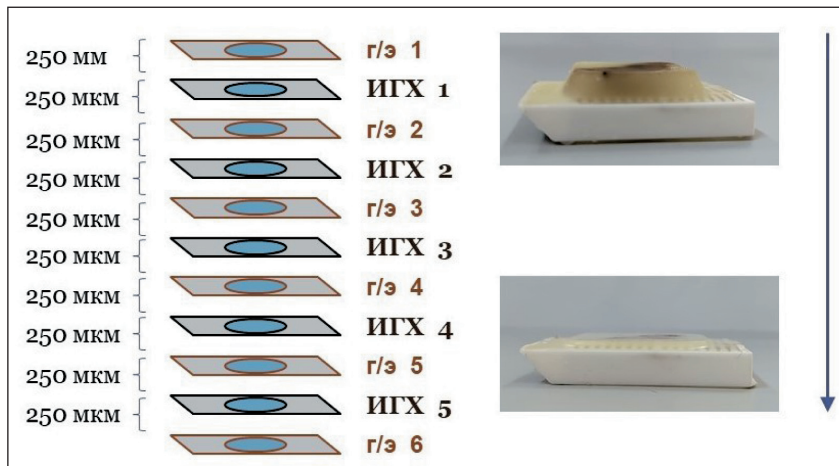 250 мм
г/э 1
250 мкм
ИГХ 1
250 мкм
г/э 2
250 мкм
ИГХ 2
250 мкм
г/э 3
250 мкм
ИГХ 3
250 мкм
г/э 4
250 мкм
ИГХ 4
250 мкм
г/э 5
250 мкм
ИГХ 5
г/э 6